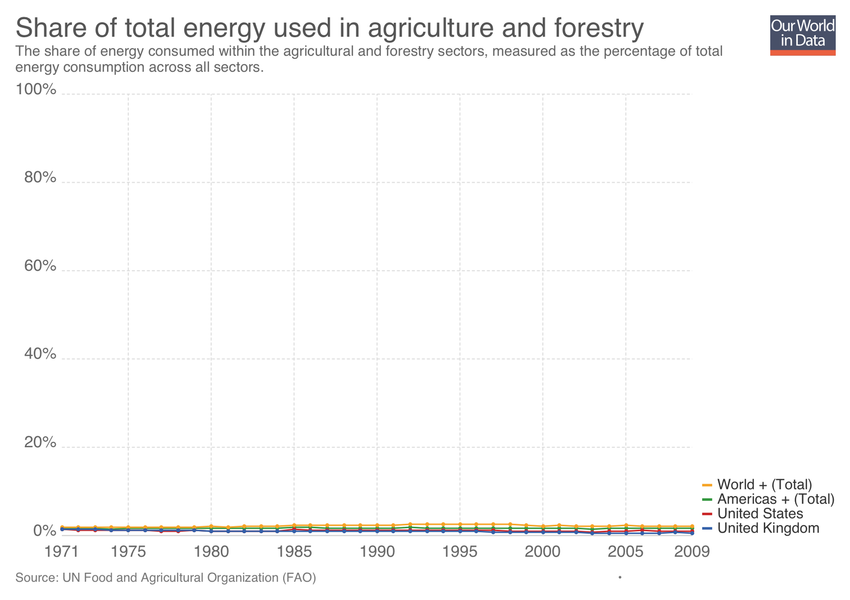 Share of total energy used in agriculture and forestry
Our World
in Data
The share of energy consumed within the agricultural and forestry sectors, measured as the percentage of total
energy consumption across all sectors.
100%
80%
60%
40%
20%
0%
World + (Total)
Americas + (Total)
United States
United Kingdom
1971 1975 1980 1985 1990 1995 2000 2005 2009
Source: UN Food and Agricultural Organization (FAO)